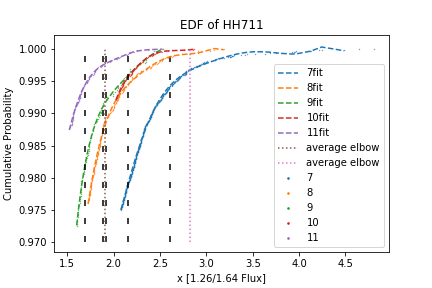 EDF of HH711
1.000
0.995
0.990
0.985
0.980
0.975
0.970
Cumulative Probability
7fit
8fit
9fit
10fit
11fit
average elbow
average elbow
7
8
9
10
11
1.5 2.0 2.5 3.0 3.5 4.0 4.5
x [1.26/1.64 Flux]